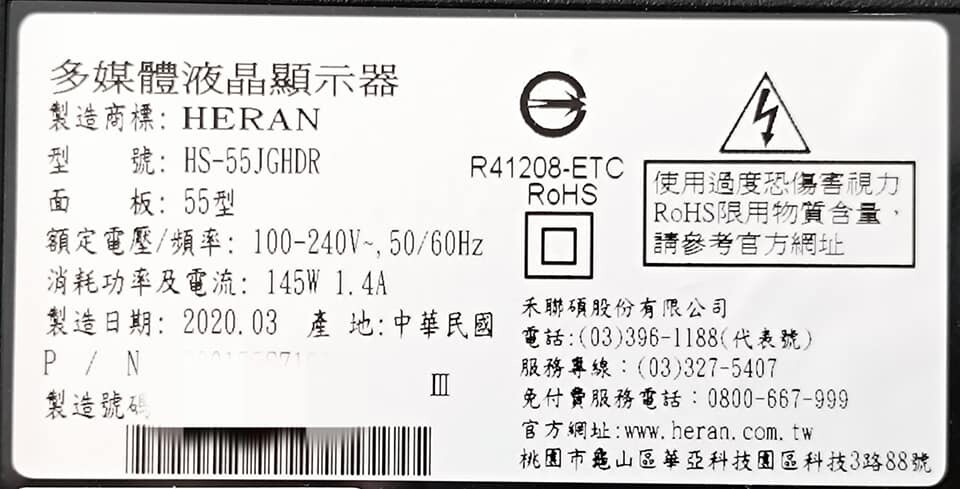 多媒體液晶顯示器
製造商標: HERAN
型 號: HS-55JGHDR
面 板: 55型
額定電壓/頻率: 100-240V~, 50/60Hz
消耗功率及電流: 145W 1.4A
製造日期: 2020.03 產 地:中華民國
P / N
III
製造號碼
R41208-ETC
RoHS
使用過度恐傷害視力
RoHS限用物質含量，
請參考官方網址
禾聯碩股份有限公司
電話:(03)396-1188(代表號)
服務專線：(03)327-5407
免付費服務電話：0800-667-999
官方網址:www.heran.com.tw
桃園市龜山區華亞科技園區科技3路88號